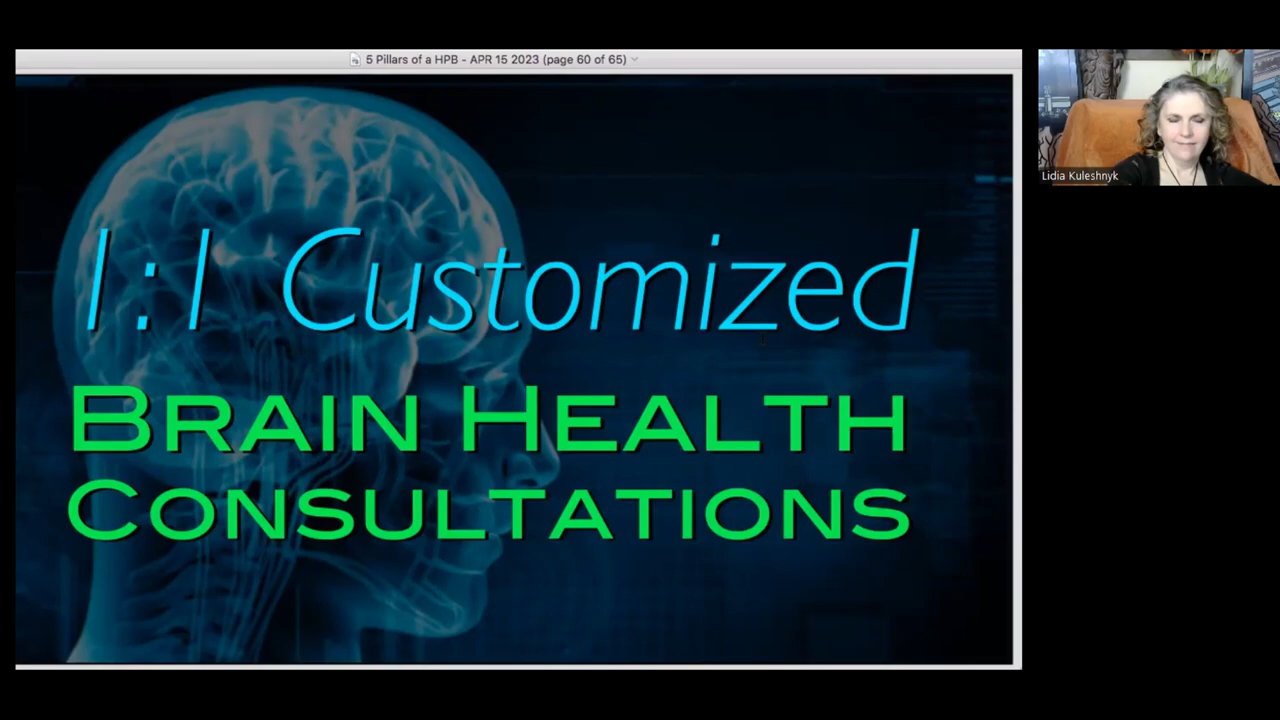 5 Pillars of a HPB - APR 15 2023 (page 60 of 65)
1:1 Customized
BRAIN HEALTH
CONSULTATIONS
Lidia Kuleshnyk